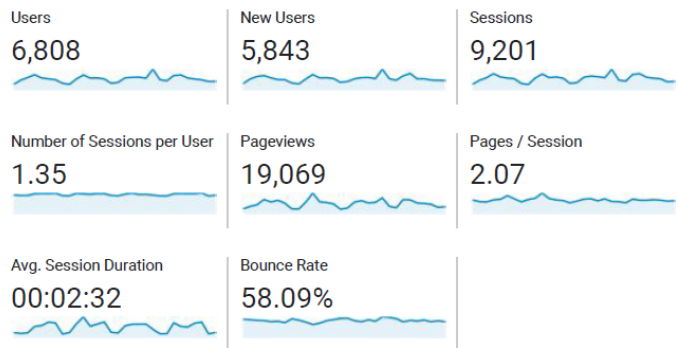 Users
6,808
New Users
5,843
Sessions
9,201
Number of Sessions per User
1.35
Pageviews
19,069
Pages / Session
2.07
Avg. Session Duration
00:02:32
Bounce Rate
58.09%